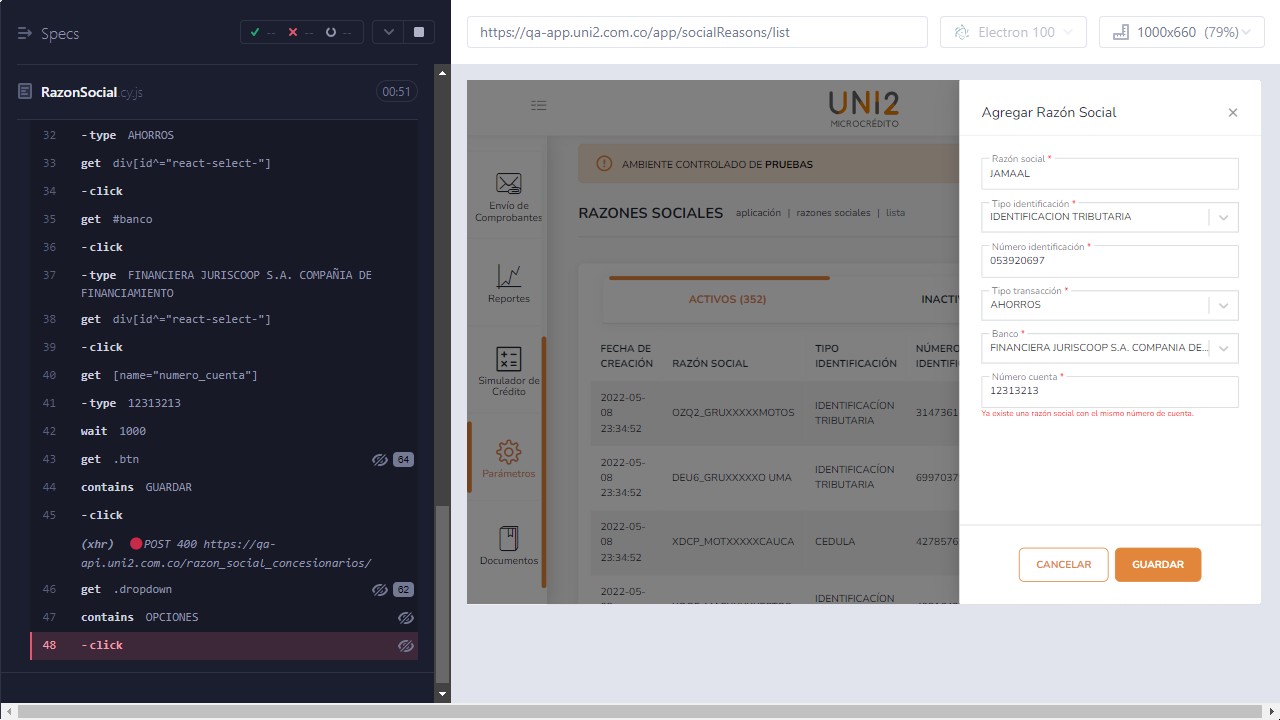 Specs
--
--
--
RazonSocial.cy.js
00:51
32 -type AHORROS
33 get div[id^="react-select-"]
34 -click
35 get #banco
36 -click
37 -type FINANCIERA JURISCOOP S.A. COMPAÑIA DE
FINANCIAMIENTO
38 get div[id^="react-select-"]
39 -click
40 get [name="numero_cuenta"]
41 -type 12313213
42 wait 1000
43 get .btn 64
44 contains GUARDAR
45 -click
(xhr) POST 400 https://qa-
api.uni2.com.co/razon_social_concesionarios/
46 get .dropdown 62
47 contains OPCIONES
48 -click
https://qa-app.uni2.com.co/app/socialReasons/list
Electron 100
1000x660 (79%)
UNI2
MICROCRÉDITO
Envío de
Comprobantes
Reportes
Simulador de
Crédito
Parámetros
Documentos
AMBIENTE CONTROLADO DE PRUEBAS
RAZONES SOCIALES aplicación | razones sociales | lista
ACTIVOS (352) INACTIV
FECHA DE
CREACIÓN
RAZÓN SOCIAL
TIPO
IDENTIFICACIÓN
NÚMERO
IDENTIFIC
2022-05-
08
23:34:52
OZQ2_GRUXXXXXMOTOS
IDENTIFICACÍON
TRIBUTARIA
3147361
2022-05-
08
23:34:52
DEU6_GRUXXXXXO UMA
IDENTIFICACÍON
TRIBUTARIA
6997037
2022-05-
08
23:34:52
XDCP_MOTXXXXXCAUCA
CEDULA
4278576
2022-05-
IDENTIFICACÍON
Agregar Razón Social
Razón social *
JAMAAL
Tipo identificación *
IDENTIFICACION TRIBUTARIA
Número identificación *
053920697
Tipo transacción *
AHORROS
Banco *
FINANCIERA JURISCOOP S.A. COMPANIA DE...
Número cuenta *
12313213
Ya existe una razón social con el mismo número de cuenta.
CANCELAR
GUARDAR